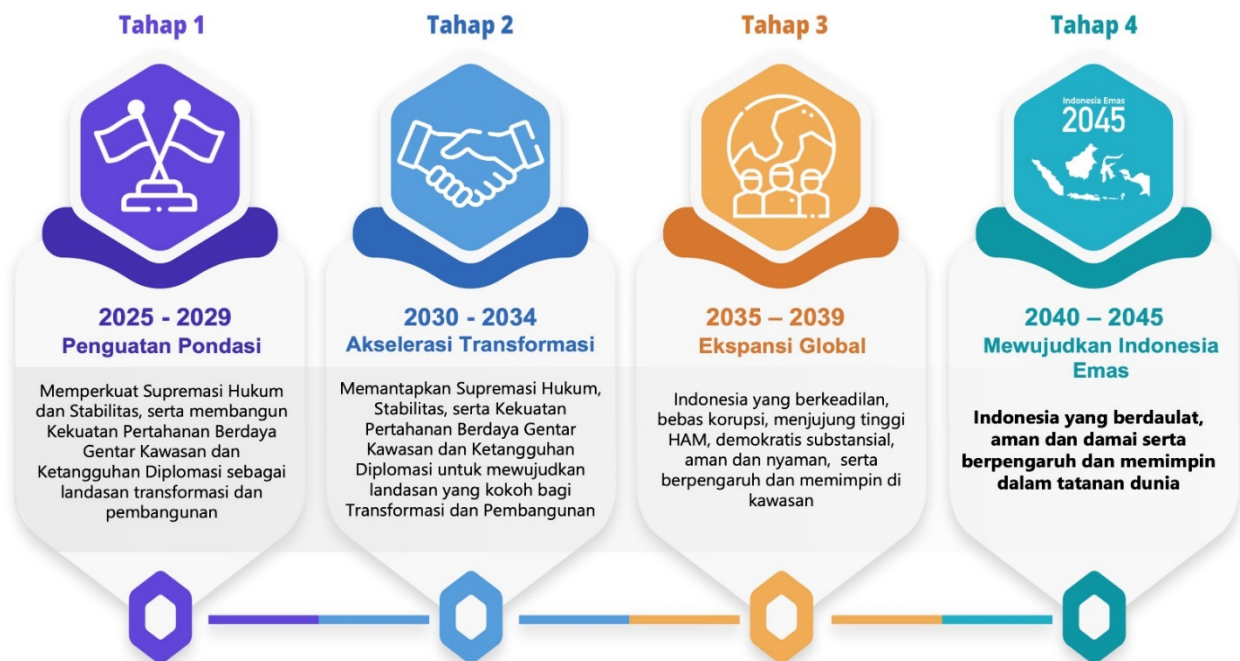 Tahap 1
Indonesia Emas
2045
2025 - 2029
Penguatan Pondasi
Memperkuat Supremasi Hukum
dan Stabilitas, serta membangun
Kekuatan Pertahanan Berdaya
Gentar Kawasan dan
Ketangguhan Diplomasi sebagai
landasan transformasi dan
pembangunan
Tahap 2
2030 - 2034
Akselerasi Transformasi
Memantapkan Supremasi Hukum,
Stabilitas, serta Kekuatan
Pertahanan Berdaya Gentar
Kawasan dan Ketangguhan
Diplomasi untuk mewujudkan
landasan yang kokoh bagi
Transformasi dan Pembangunan
Tahap 3
2035 – 2039
Ekspansi Global
Indonesia yang berkeadilan,
bebas korupsi, menjujung tinggi
HAM, demokratis substansial,
aman dan nyaman, serta
berpengaruh dan memimpin di
kawasan
Tahap 4
2040 – 2045
Mewujudkan Indonesia
Emas
Indonesia yang berdaulat,
aman dan damai serta
berpengaruh dan memimpin
dalam tatanan dunia